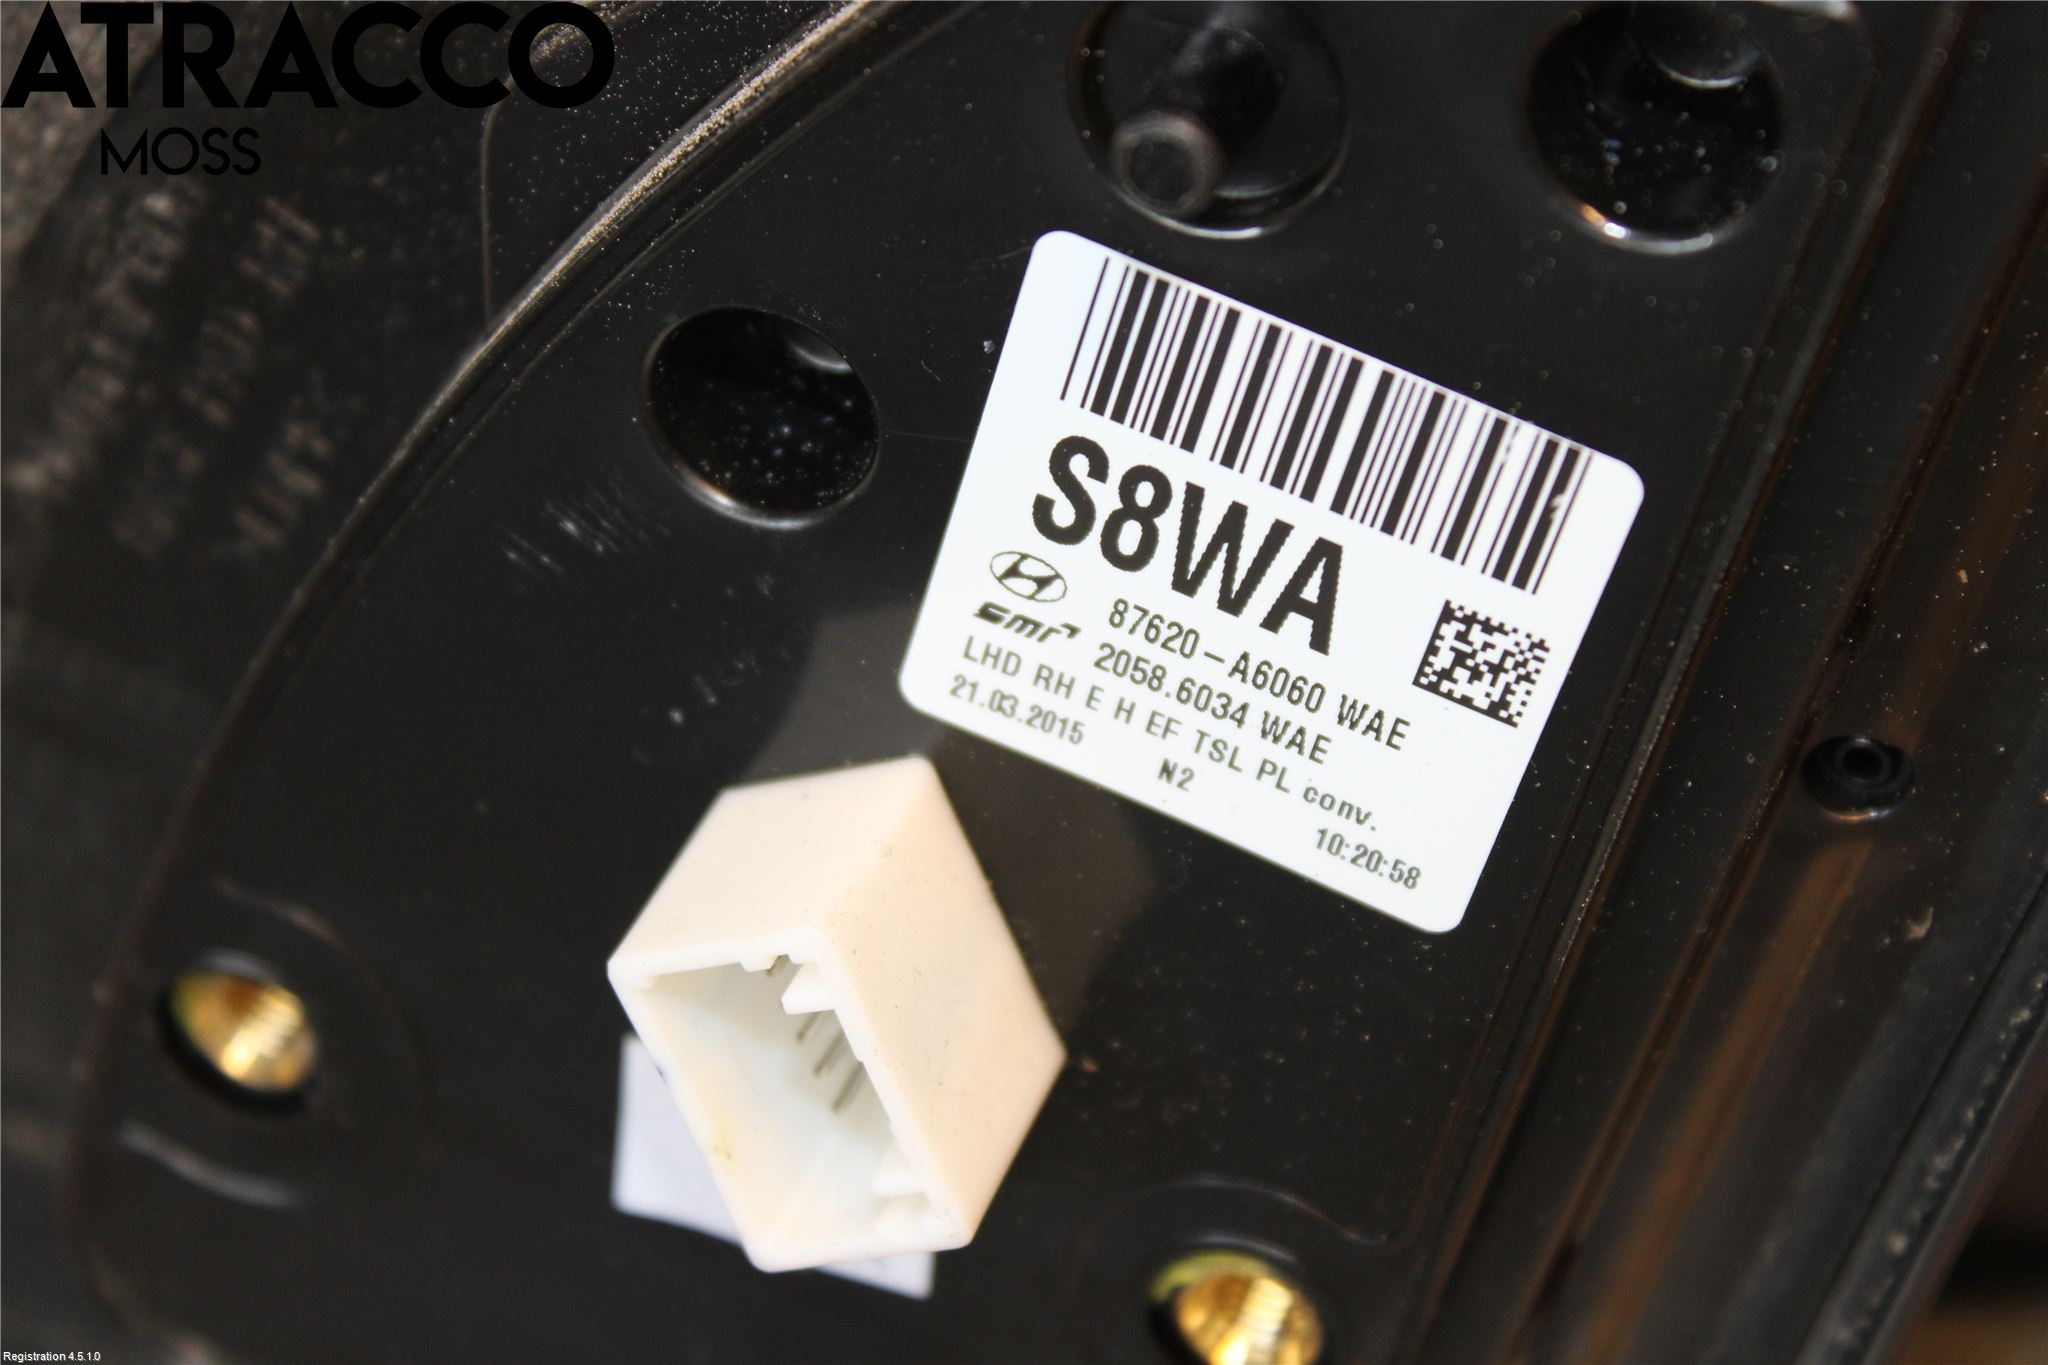 ATRACCO
MOSS
S8WA
87620-A6060 WAE
smr 2058.6034 WAE
LHD RH E H EF TSL PL conv.
21.03.2015 N2 10:20:58
Registration 4.5.1.0